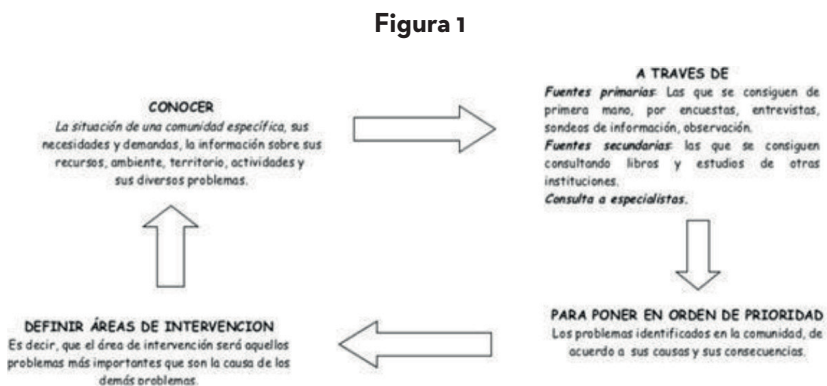 Figura 1
CONOCER
La situación de una comunidad específica, sus
necesidades y demandas, la información sobre sus
recursos, ambiente, territorio, actividades y
sus diversos problemas.
A TRAVES DE
Fuentes primarias: Las que se consiguen de
primera mano, por encuestas, entrevistas,
sondeos de información, observación.
Fuentes secundarias: las que se consiguen
consultando libros y estudios de otras
instituciones.
Consulta a especialistas.
PARA PONER EN ORDEN DE PRIORIDAD
Los problemas identificados en la comunidad, de
acuerdo a sus causas y sus consecuencias.
DEFINIR ÁREAS DE INTERVENCION
Es decir, que el área de intervención será aquellos
problemas más importantes que son la causa de los
demás problemas.